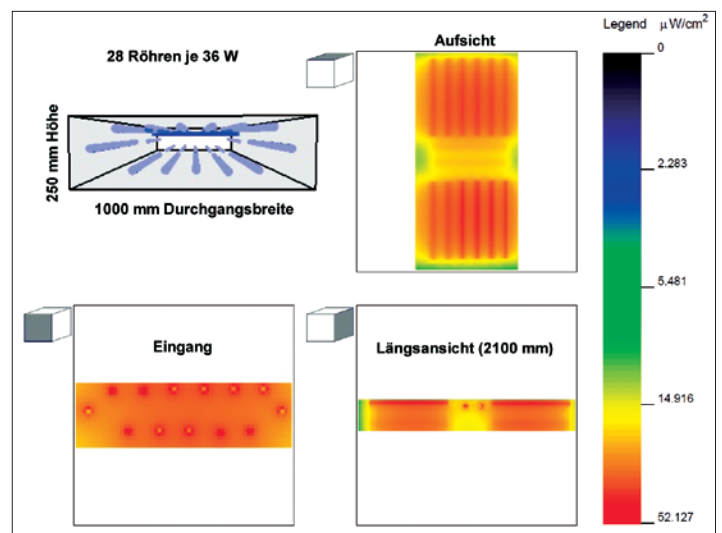 28 Röhren je 36 W
250 mm Höhe
1000 mm Durchgangsbreite
Aufsicht
Eingang
Längsansicht (2100 mm)
Legend µW/cm²
0
2.283
5.481
14.916
52.127